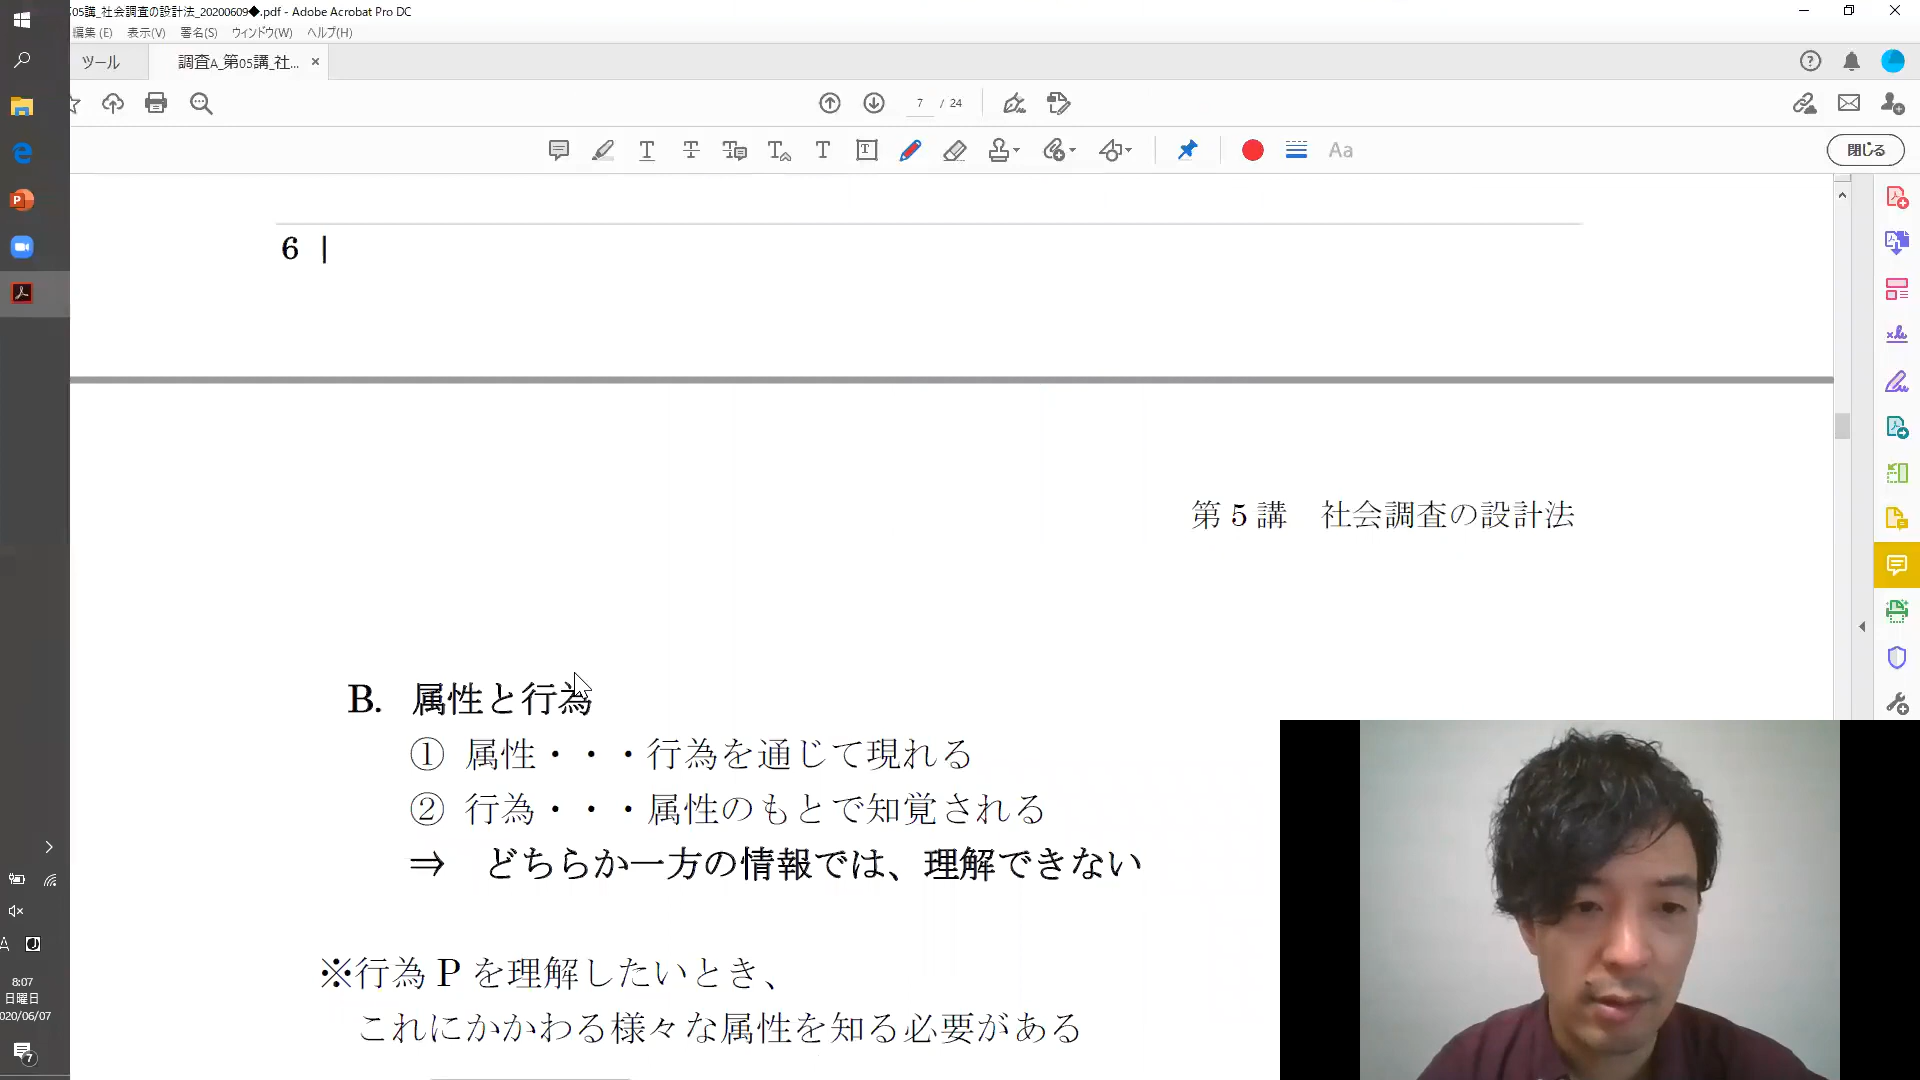 05講_社会調査の設計法_20200609◆.pdf - Adobe Acrobat Pro DC
編集(E) 表示(V) 署名(S) ウィンドウ(W) ヘルプ(H)
ツール 調査A_第05講_社... ×
7 / 24
Aa 閉じる
6 |
第 5 講 社会調査の設計法
B. 属性と行為
① 属性・・・行為を通じて現れる
② 行為・・・属性のもとで知覚される
⇒ どちらか一方の情報では、理解できない
※行為 P を理解したいとき、
これにかかわる様々な属性を知る必要がある
A J
8:07
日曜日
020/06/07
7